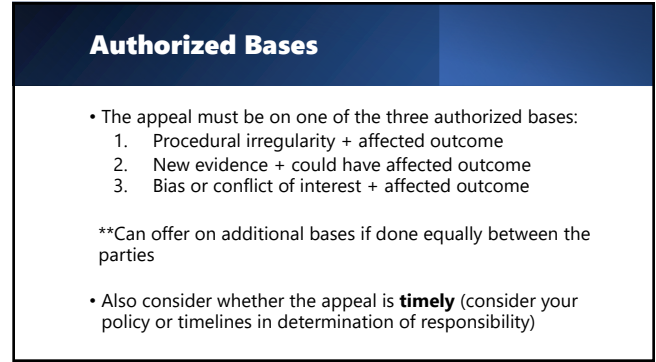 Authorized Bases
• The appeal must be on one of the three authorized bases:
1. Procedural irregularity + affected outcome
2. New evidence + could have affected outcome
3. Bias or conflict of interest + affected outcome
**Can offer on additional bases if done equally between the
parties
• Also consider whether the appeal is timely (consider your
policy or timelines in determination of responsibility)